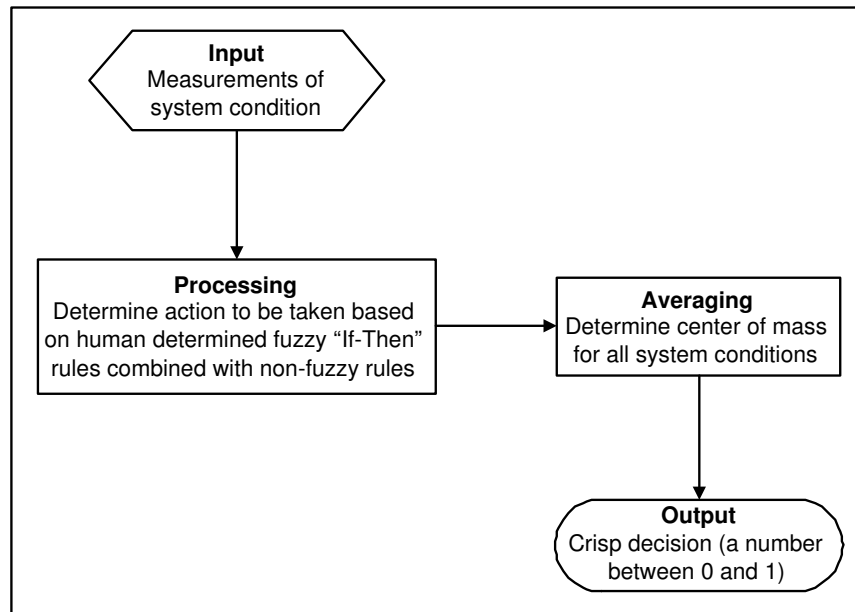 Input
Measurements of
system condition
Processing
Determine action to be taken based
on human determined fuzzy “If-Then”
rules combined with non-fuzzy rules
Averaging
Determine center of mass
for all system conditions
Output
Crisp decision (a number
between 0 and 1)